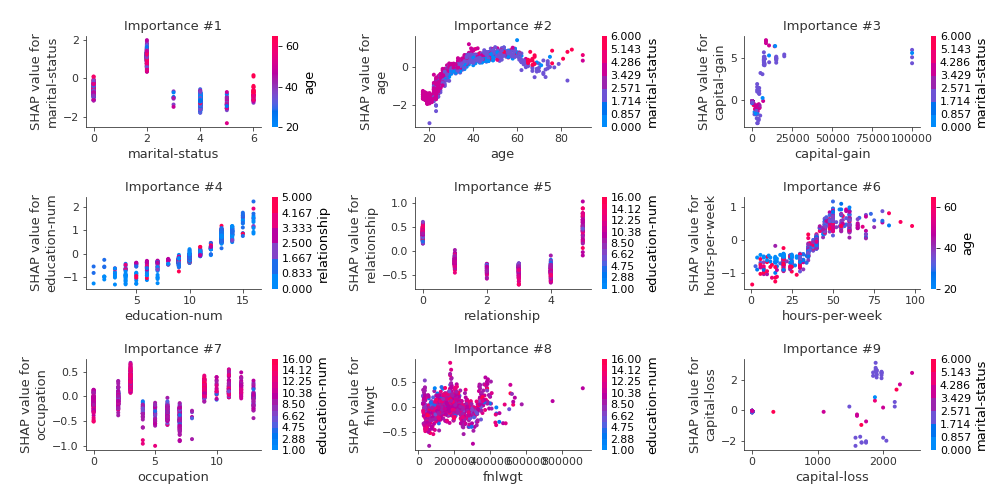 Importance #1
SHAP value for
marital-status
2
0
−2
0
2
4
6
marital-status
60
40
20
age
Importance #2
SHAP value for
age
0
−2
20
40
60
80
age
6.000
5.143
4.286
3.429
2.571
1.714
0.857
0.000
marital-status
Importance #3
SHAP value for
capital-gain
5
0
0
25000
50000
75000
100000
capital-gain
6.000
5.143
4.286
3.429
2.571
1.714
0.857
0.000
marital-status
Importance #4
SHAP value for
education-num
2
1
0
−1
5
10
15
education-num
5.000
4.167
3.333
2.500
1.667
0.833
0.000
relationship
Importance #5
SHAP value for
relationship
1.0
0.5
0.0
−0.5
0
2
4
relationship
16.00
14.12
12.25
10.38
8.50
6.62
4.75
2.88
1.00
education-num
Importance #6
SHAP value for
hours-per-week
1
0
−1
0
25
50
75
100
hours-per-week
60
40
20
age
Importance #7
SHAP value for
occupation
0.5
0.0
−0.5
−1.0
0
5
10
occupation
16.00
14.12
12.25
10.38
8.50
6.62
4.75
2.88
1.00
education-num
Importance #8
SHAP value for
fnlwgt
0.5
0.0
−0.5
0
200000
400000
600000
800000
fnlwgt
16.00
14.12
12.25
10.38
8.50
6.62
4.75
2.88
1.00
education-num
Importance #9
SHAP value for
capital-loss
2
0
−2
0
1000
2000
capital-loss
6.000
5.143
4.286
3.429
2.571
1.714
0.857
0.000
marital-status